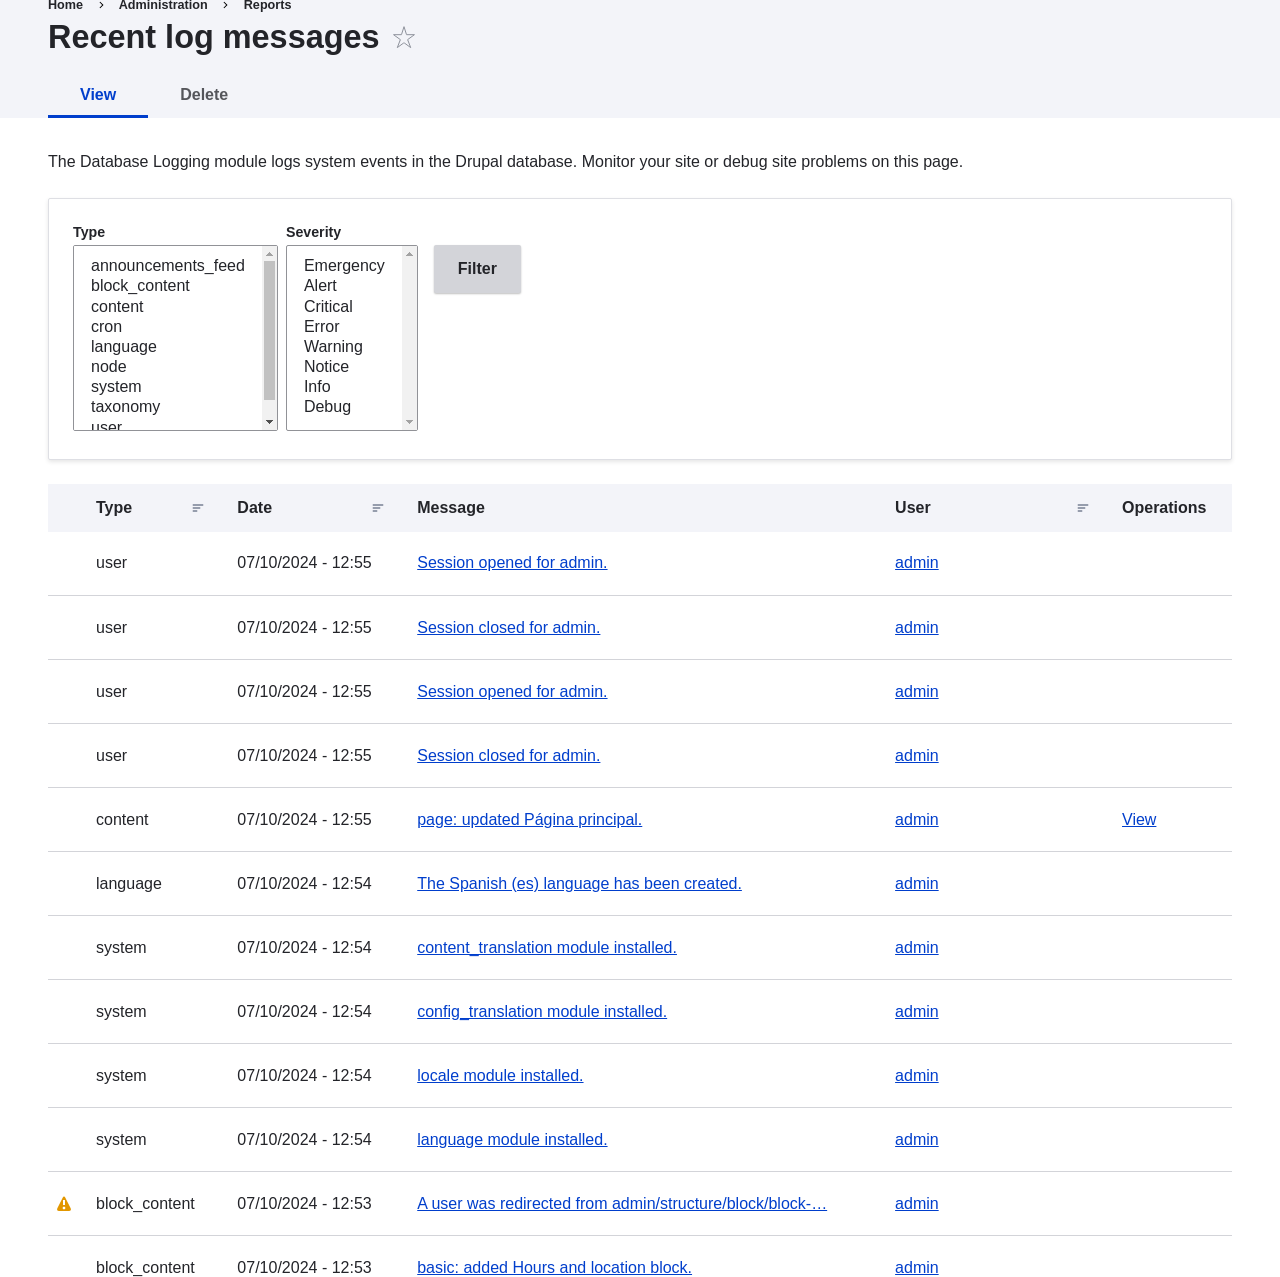 Home > Administration > Reports
Recent log messages
View Delete
The Database Logging module logs system events in the Drupal database. Monitor your site or debug site problems on this page.
Type Severity
announcements_feed
block_content
content
cron
language
node
system
taxonomy
user
Emergency
Alert
Critical
Error
Warning
Notice
Info
Debug
Filter
Type Date Message User Operations
user 07/10/2024 - 12:55 Session opened for admin. admin
user 07/10/2024 - 12:55 Session closed for admin. admin
user 07/10/2024 - 12:55 Session opened for admin. admin
user 07/10/2024 - 12:55 Session closed for admin. admin
content 07/10/2024 - 12:55 page: updated Página principal. admin View
language 07/10/2024 - 12:54 The Spanish (es) language has been created. admin
system 07/10/2024 - 12:54 content_translation module installed. admin
system 07/10/2024 - 12:54 config_translation module installed. admin
system 07/10/2024 - 12:54 locale module installed. admin
system 07/10/2024 - 12:54 language module installed. admin
block_content 07/10/2024 - 12:53 A user was redirected from admin/structure/block/block-… admin
block_content 07/10/2024 - 12:53 basic: added Hours and location block. admin